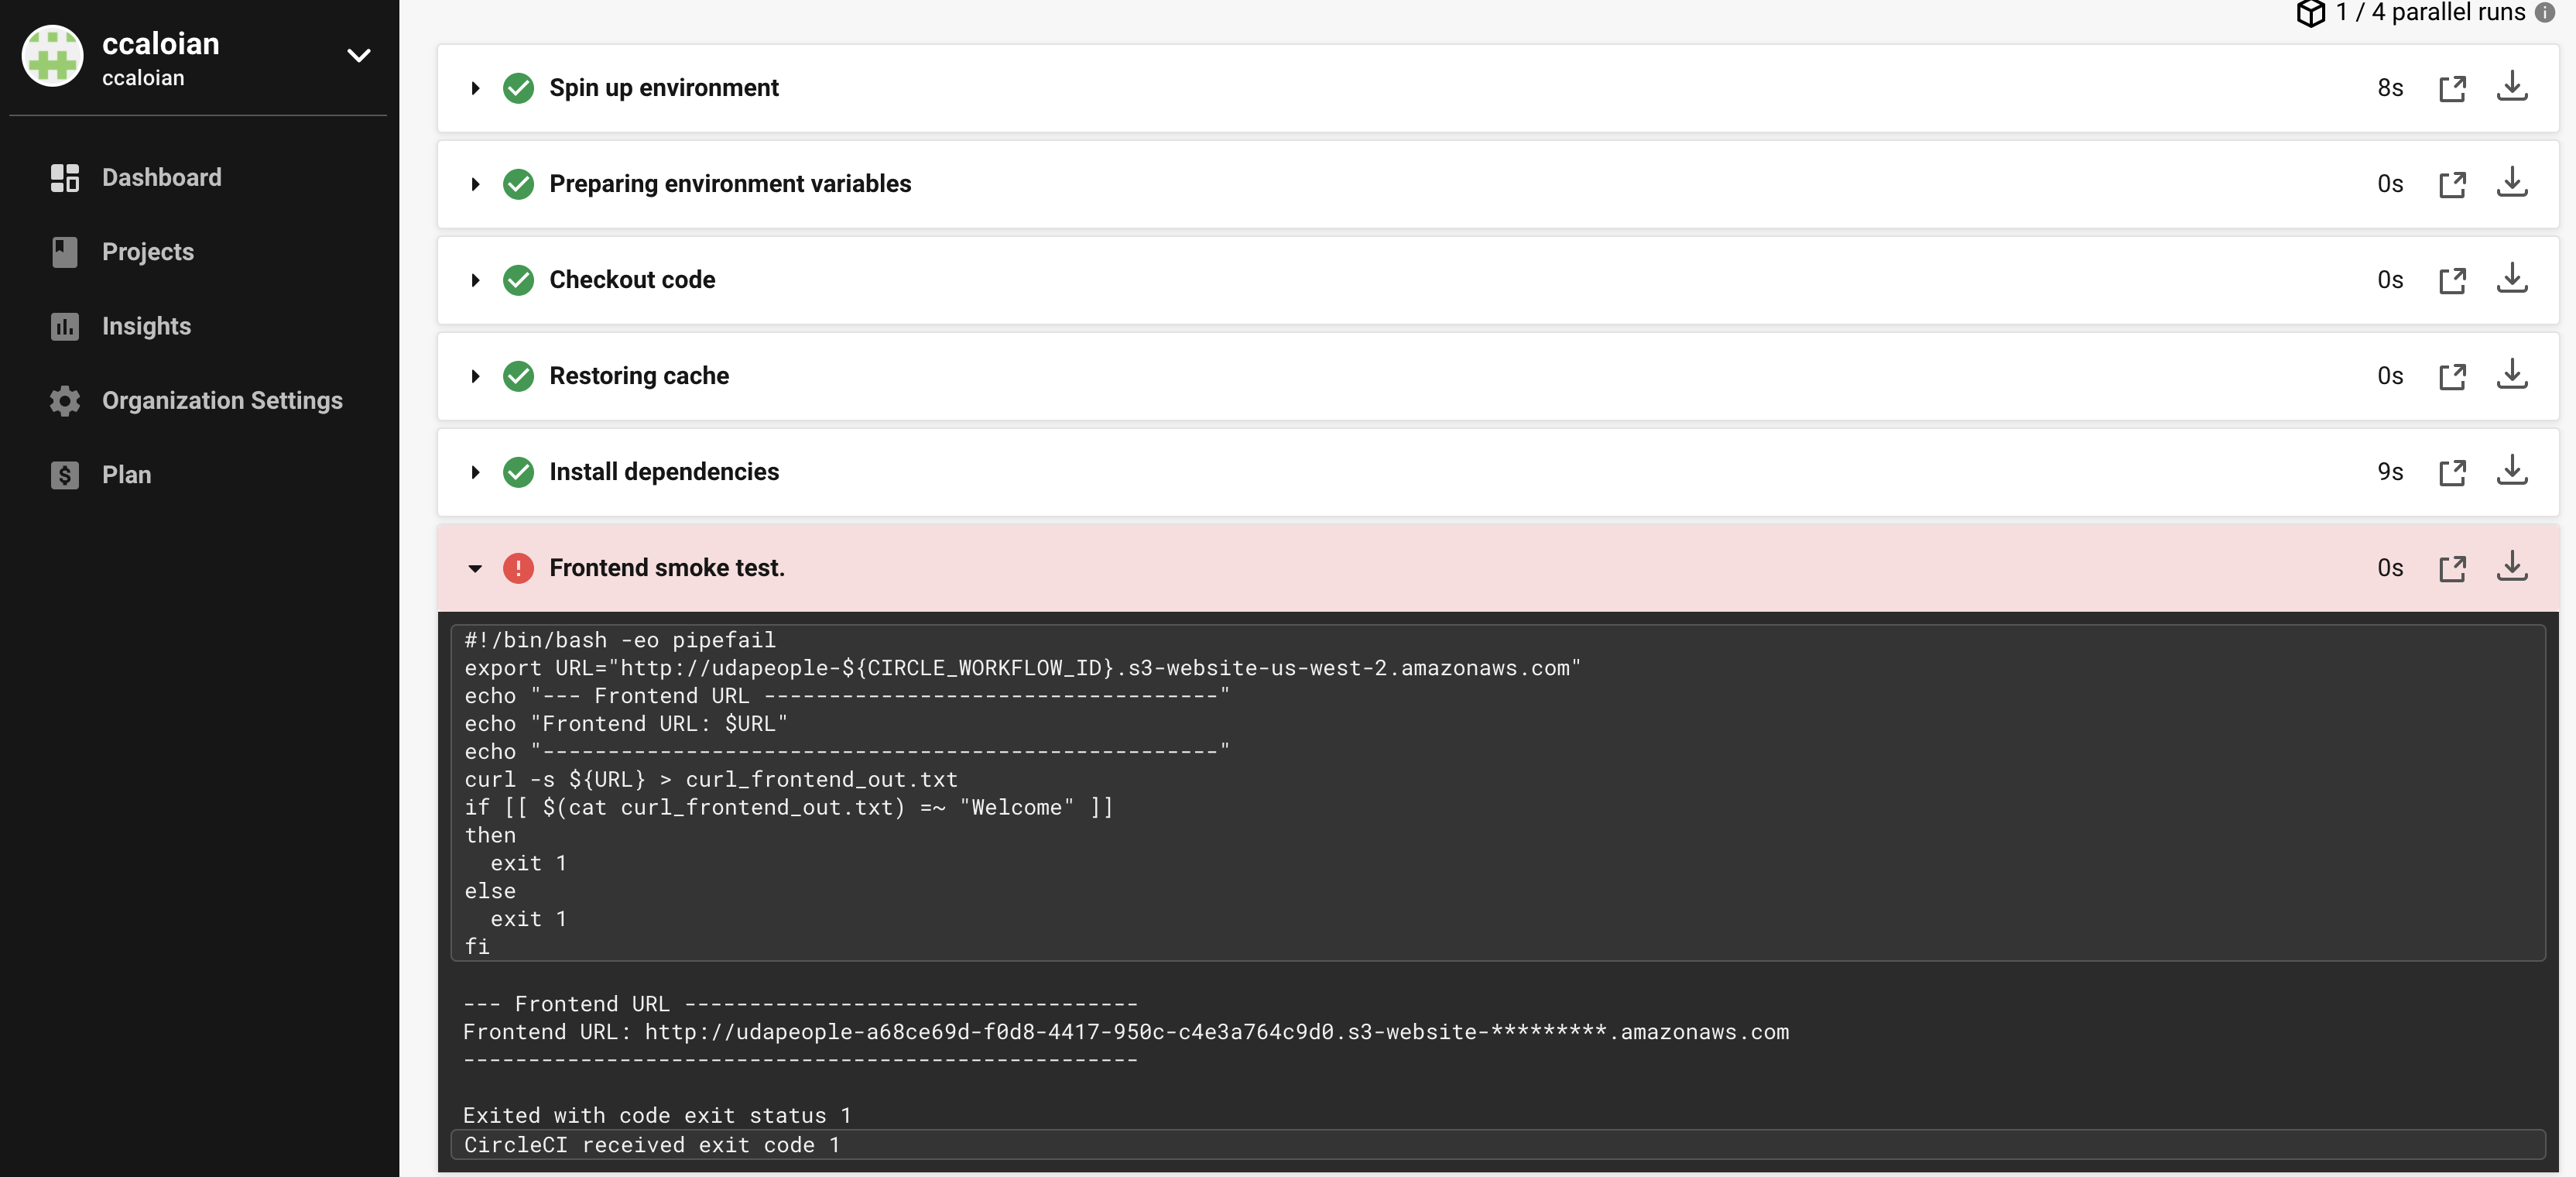 ccaloian
ccaloian
Dashboard
Projects
Insights
Organization Settings
Plan
1 / 4 parallel runs
Spin up environment 8s
Preparing environment variables 0s
Checkout code 0s
Restoring cache 0s
Install dependencies 9s
Frontend smoke test. 0s
#!/bin/bash -eo pipefail
export URL="http://udapeople-${CIRCLE_WORKFLOW_ID}.s3-website-us-west-2.amazonaws.com"
echo "--- Frontend URL -----------------------------------"
echo "Frontend URL: $URL"
echo "----------------------------------------------------"
curl -s ${URL} > curl_frontend_out.txt
if [[ $(cat curl_frontend_out.txt) =~ "Welcome" ]]
then
  exit 1
else
  exit 1
fi
--- Frontend URL -----------------------------------
Frontend URL: http://udapeople-a68ce69d-f0d8-4417-950c-c4e3a764c9d0.s3-website-*********.amazonaws.com
----------------------------------------------------
Exited with code exit status 1
CircleCI received exit code 1